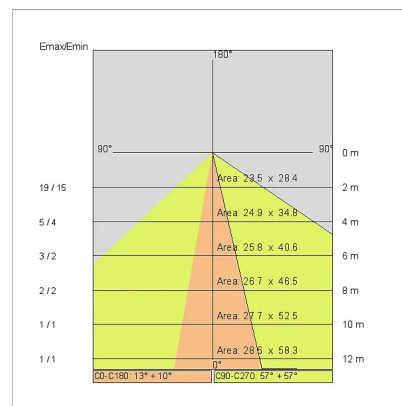 Emax/Emin
180°
90° 90° 0 m
Area: 23.5 x 28.4
19 / 15 2 m
Area: 24.9 x 34.8
5 / 4 4 m
Area: 25.8 x 40.6
3 / 2 6 m
Area: 26.7 x 46.5
2 / 2 8 m
Area: 27.7 x 52.5
1 / 1 10 m
Area: 28.6 x 58.3
1 / 1 12 m
0°
C0-C180: 13° + 10° C90-C270: 57° + 57°